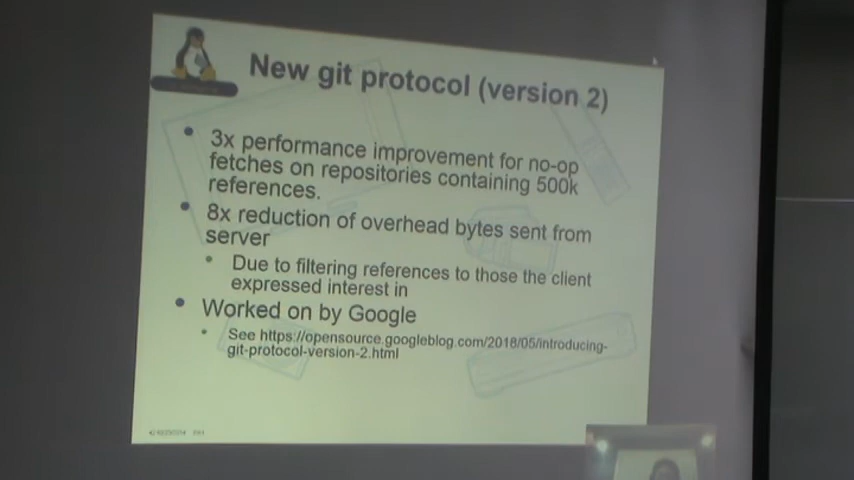 New git protocol (version 2)
• 3x performance improvement for no-op
fetches on repositories containing 500k
references.
• 8x reduction of overhead bytes sent from
server
• Due to filtering references to those the client
expressed interest in
• Worked on by Google
• See https://opensource.googleblog.com/2018/05/introducing-
git-protocol-version-2.html